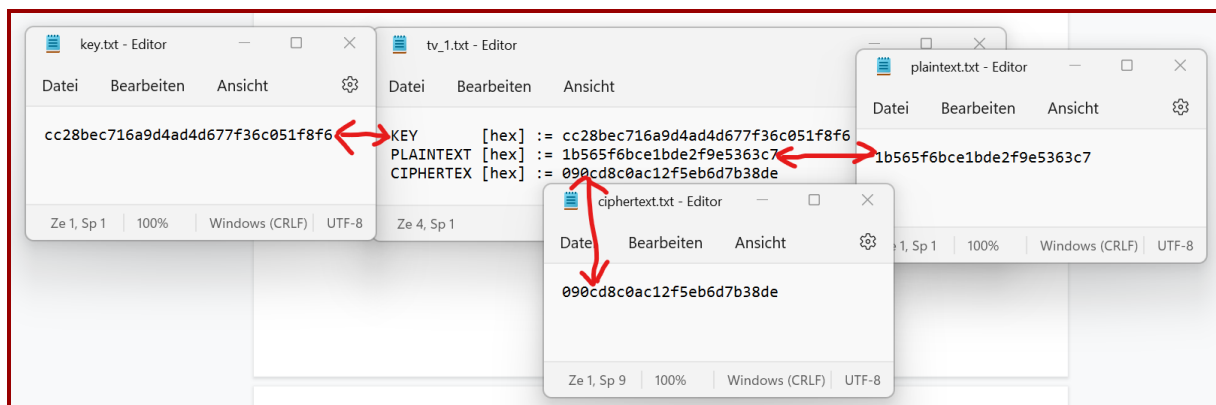 key.txt - Editor
Datei Bearbeiten Ansicht
cc28bec716a9d4ad4d677f36c051f8f6
Ze 1, Sp 1 100% Windows (CRLF) UTF-8
tv_1.txt - Editor
Datei Bearbeiten Ansicht
KEY [hex] := cc28bec716a9d4ad4d677f36c051f8f6
PLAINTEXT [hex] := 1b565f6bce1bde2f9e5363c7
CIPHERTEX [hex] := 090cd8c0ac12f5eb6d7b38de
Ze 4, Sp 1
plaintext.txt - Editor
Datei Bearbeiten Ansicht
1b565f6bce1bde2f9e5363c7
e 1, Sp 1 100% Windows (CRLF) UTF-8
ciphertext.txt - Editor
Datei Bearbeiten Ansicht
090cd8c0ac12f5eb6d7b38de
Ze 1, Sp 9 100% Windows (CRLF) UTF-8